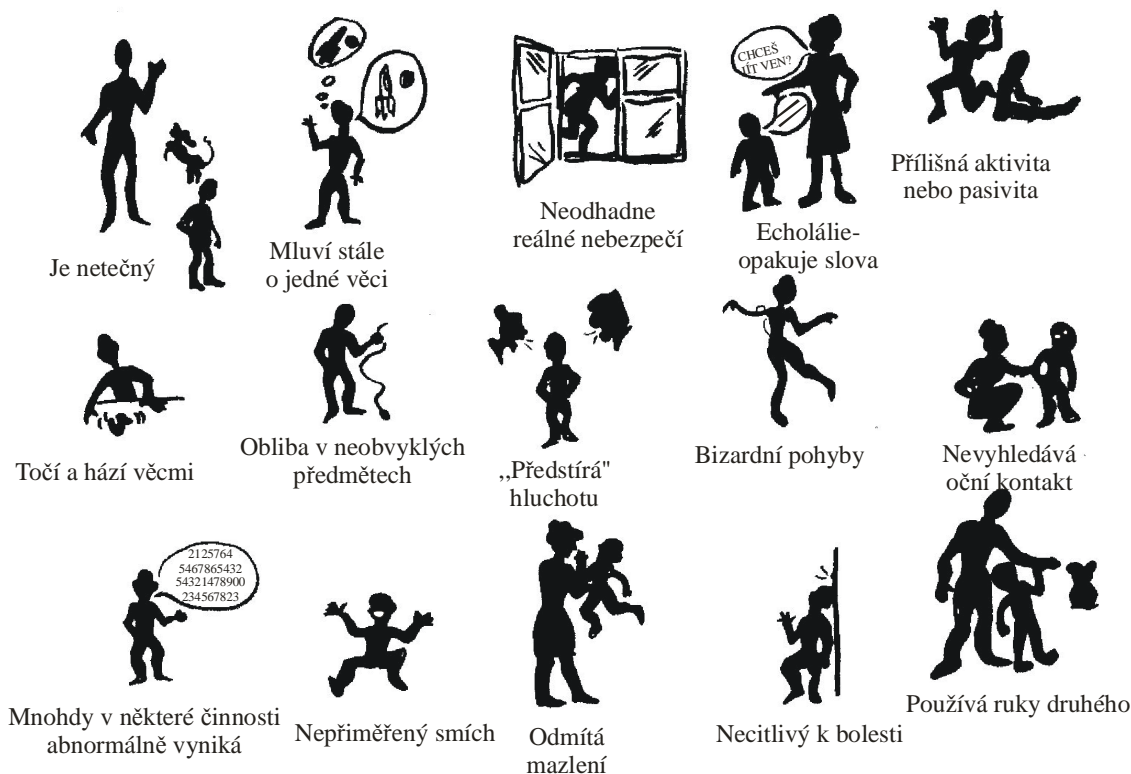 CHCEŠ
JÍT VEN?
Je netečný
Mluví stále
o jedné věci
Neodhadne
reálné nebezpečí
Echolálie-
opakuje slova
Přílišná aktivita
nebo pasivita
Točí a hází věcmi
Obliba v neobvyklých
předmětech
,,Předstírá"
hluchotu
Bizardní pohyby
Nevyhledává
oční kontakt
2125764
5467865432
54321478900
234567823
Mnohdy v některé činnosti
abnormálně vyniká
Nepřiměřený smích
Odmítá
mazlení
Necitlivý k bolesti
Používá ruky druhého